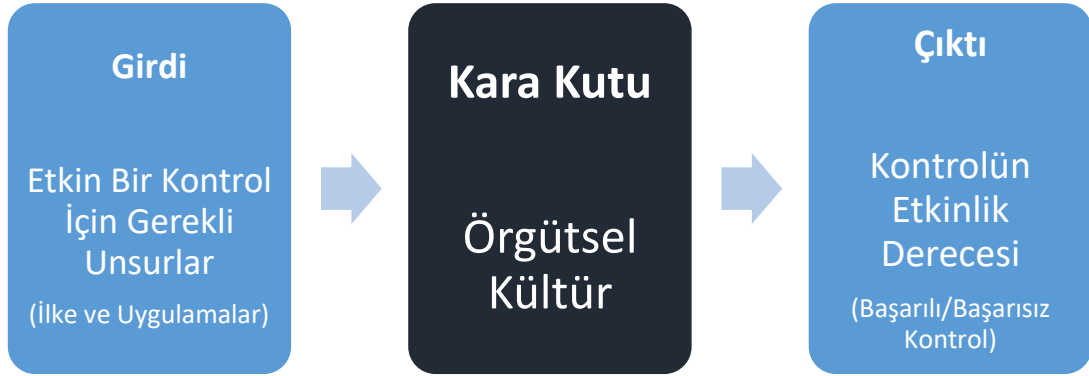 Girdi
Etkin Bir Kontrol
İçin Gerekli
Unsurlar
(İlke ve Uygulamalar)
Kara Kutu
Örgütsel
Kültür
Çıktı
Kontrolün
Etkinlik
Derecesi
(Başarılı/Başarısız
Kontrol)